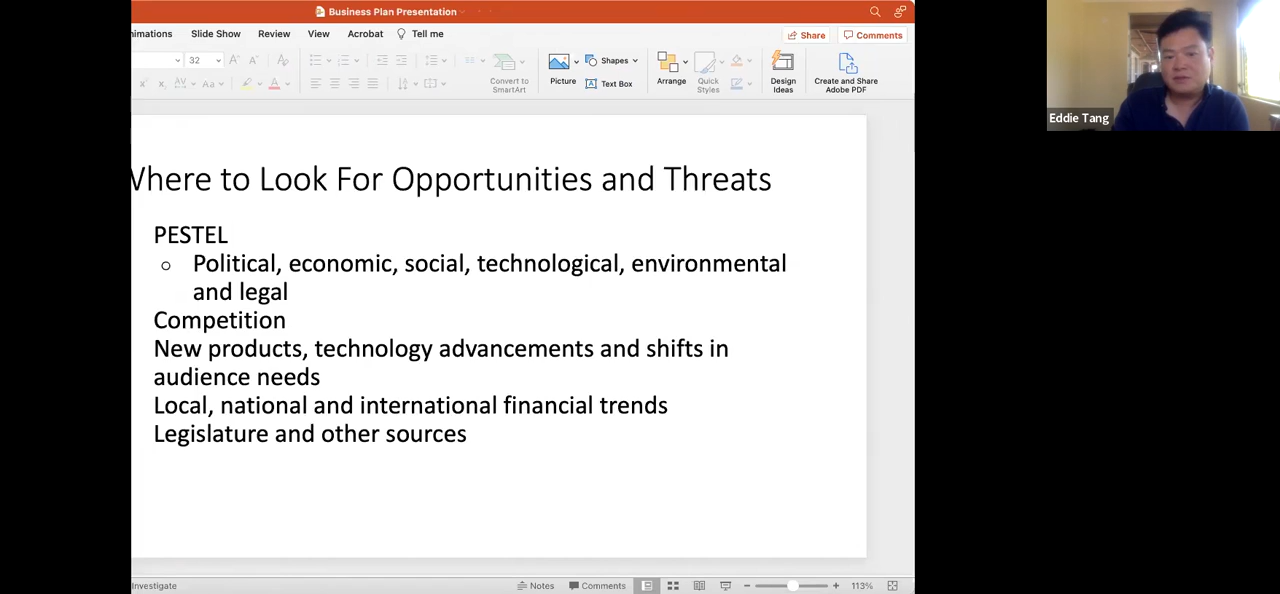 Business Plan Presentation
nimations Slide Show Review View Acrobat Tell me Share Comments
32
Aa
Convert to
SmartArt
Picture
Shapes
Text Box
Arrange
Quick
Styles
Design
Ideas
Create and Share
Adobe PDF
Where to Look For Opportunities and Threats
PESTEL
Political, economic, social, technological, environmental
and legal
Competition
New products, technology advancements and shifts in
audience needs
Local, national and international financial trends
Legislature and other sources
Investigate Notes Comments 113%
Eddie Tang